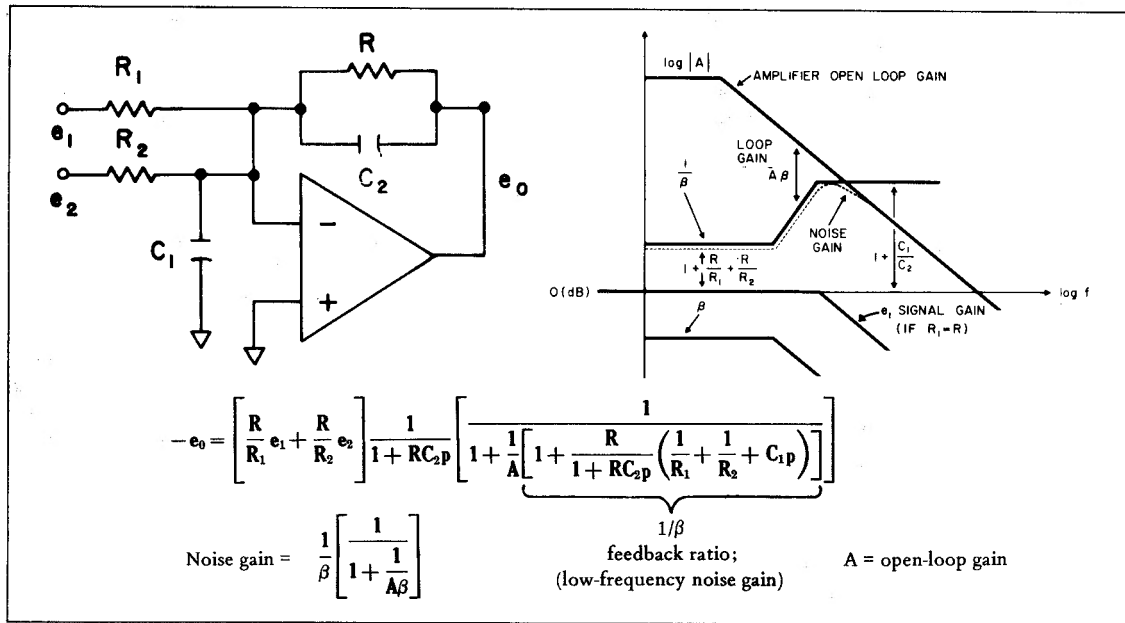 R₁
e₁
R₂
e₂
C₁
R
C₂
e₀
−
+
log |A|
AMPLIFIER OPEN LOOP GAIN
LOOP
GAIN
Aβ
1/β
NOISE
GAIN
1 + R/R₁ + R/R₂
1 + C₁/C₂
0(dB)
log f
β
e₁ SIGNAL GAIN
(IF R₁=R)
−e₀ = [R/R₁ e₁ + R/R₂ e₂] 1/(1 + RC₂p) [1/(1 + 1/A [1 + R/(1 + RC₂p) (1/R₁ + 1/R₂ + C₁p)])]
1/β
feedback ratio;
(low-frequency noise gain)
Noise gain = 1/β [1/(1 + 1/Aβ)]
A = open-loop gain